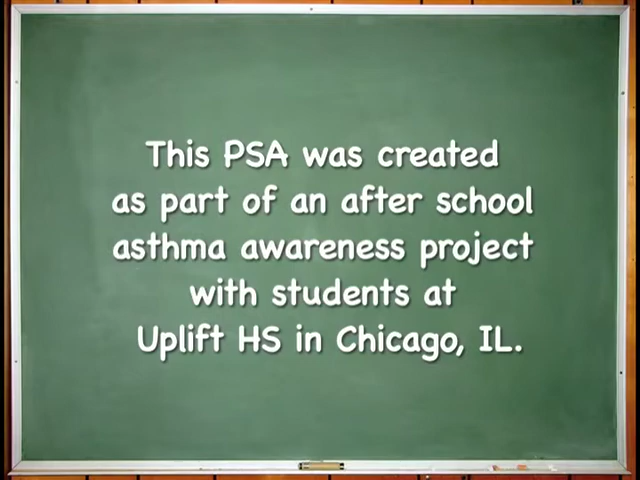 This PSA was created
as part of an after school
asthma awareness project
with students at
Uplift HS in Chicago, IL.